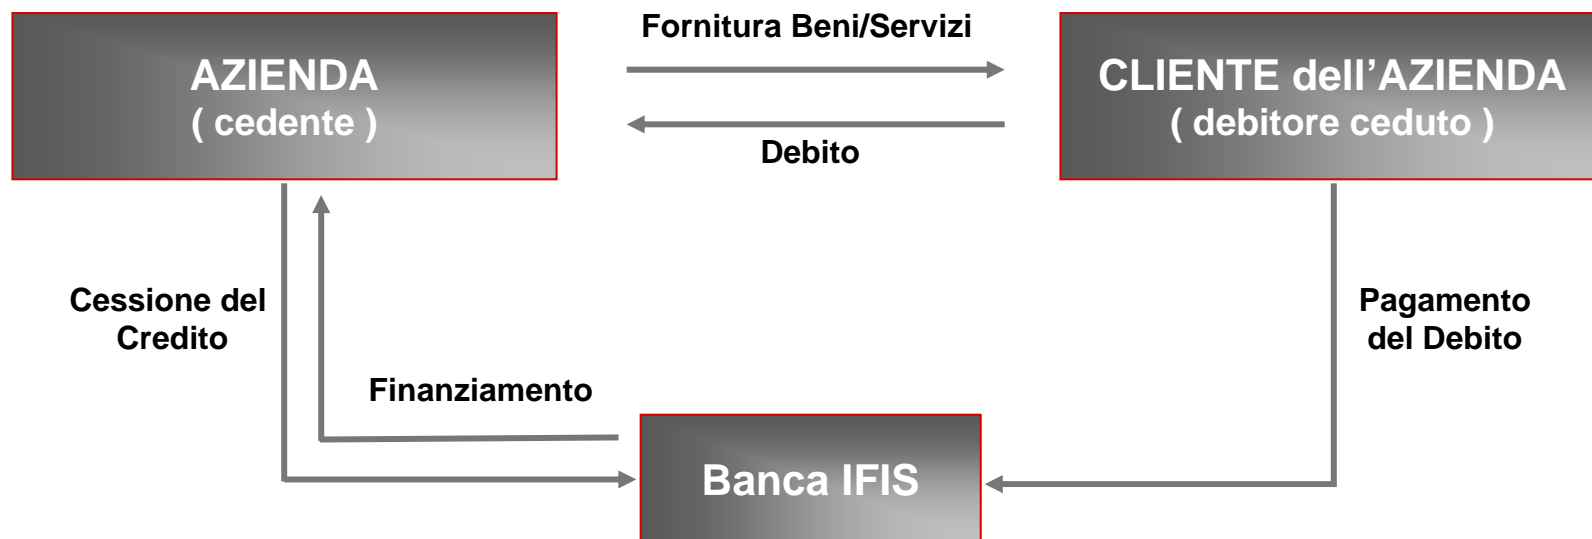 Fornitura Beni/Servizi
AZIENDA
( cedente )
CLIENTE dell’AZIENDA
( debitore ceduto )
Debito
Cessione del
Credito
Pagamento
del Debito
Finanziamento
Banca IFIS